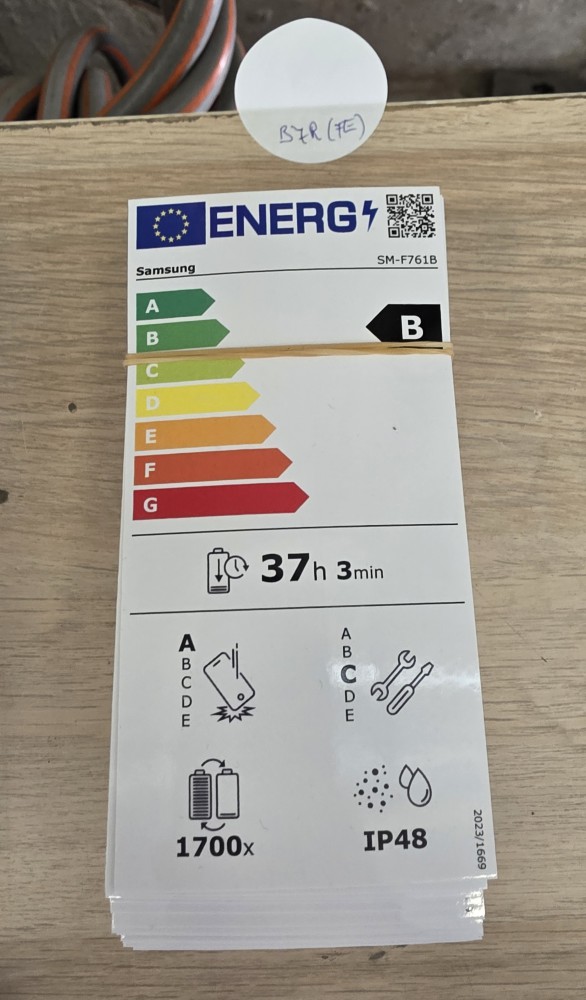 B7R (FE)
ENERG
SM-F761B
Samsung
A
B
B
C
D
E
F
G
37h 3min
A
B
C
D
E
A
B
C
D
E
1700x
IP48
2023/1669